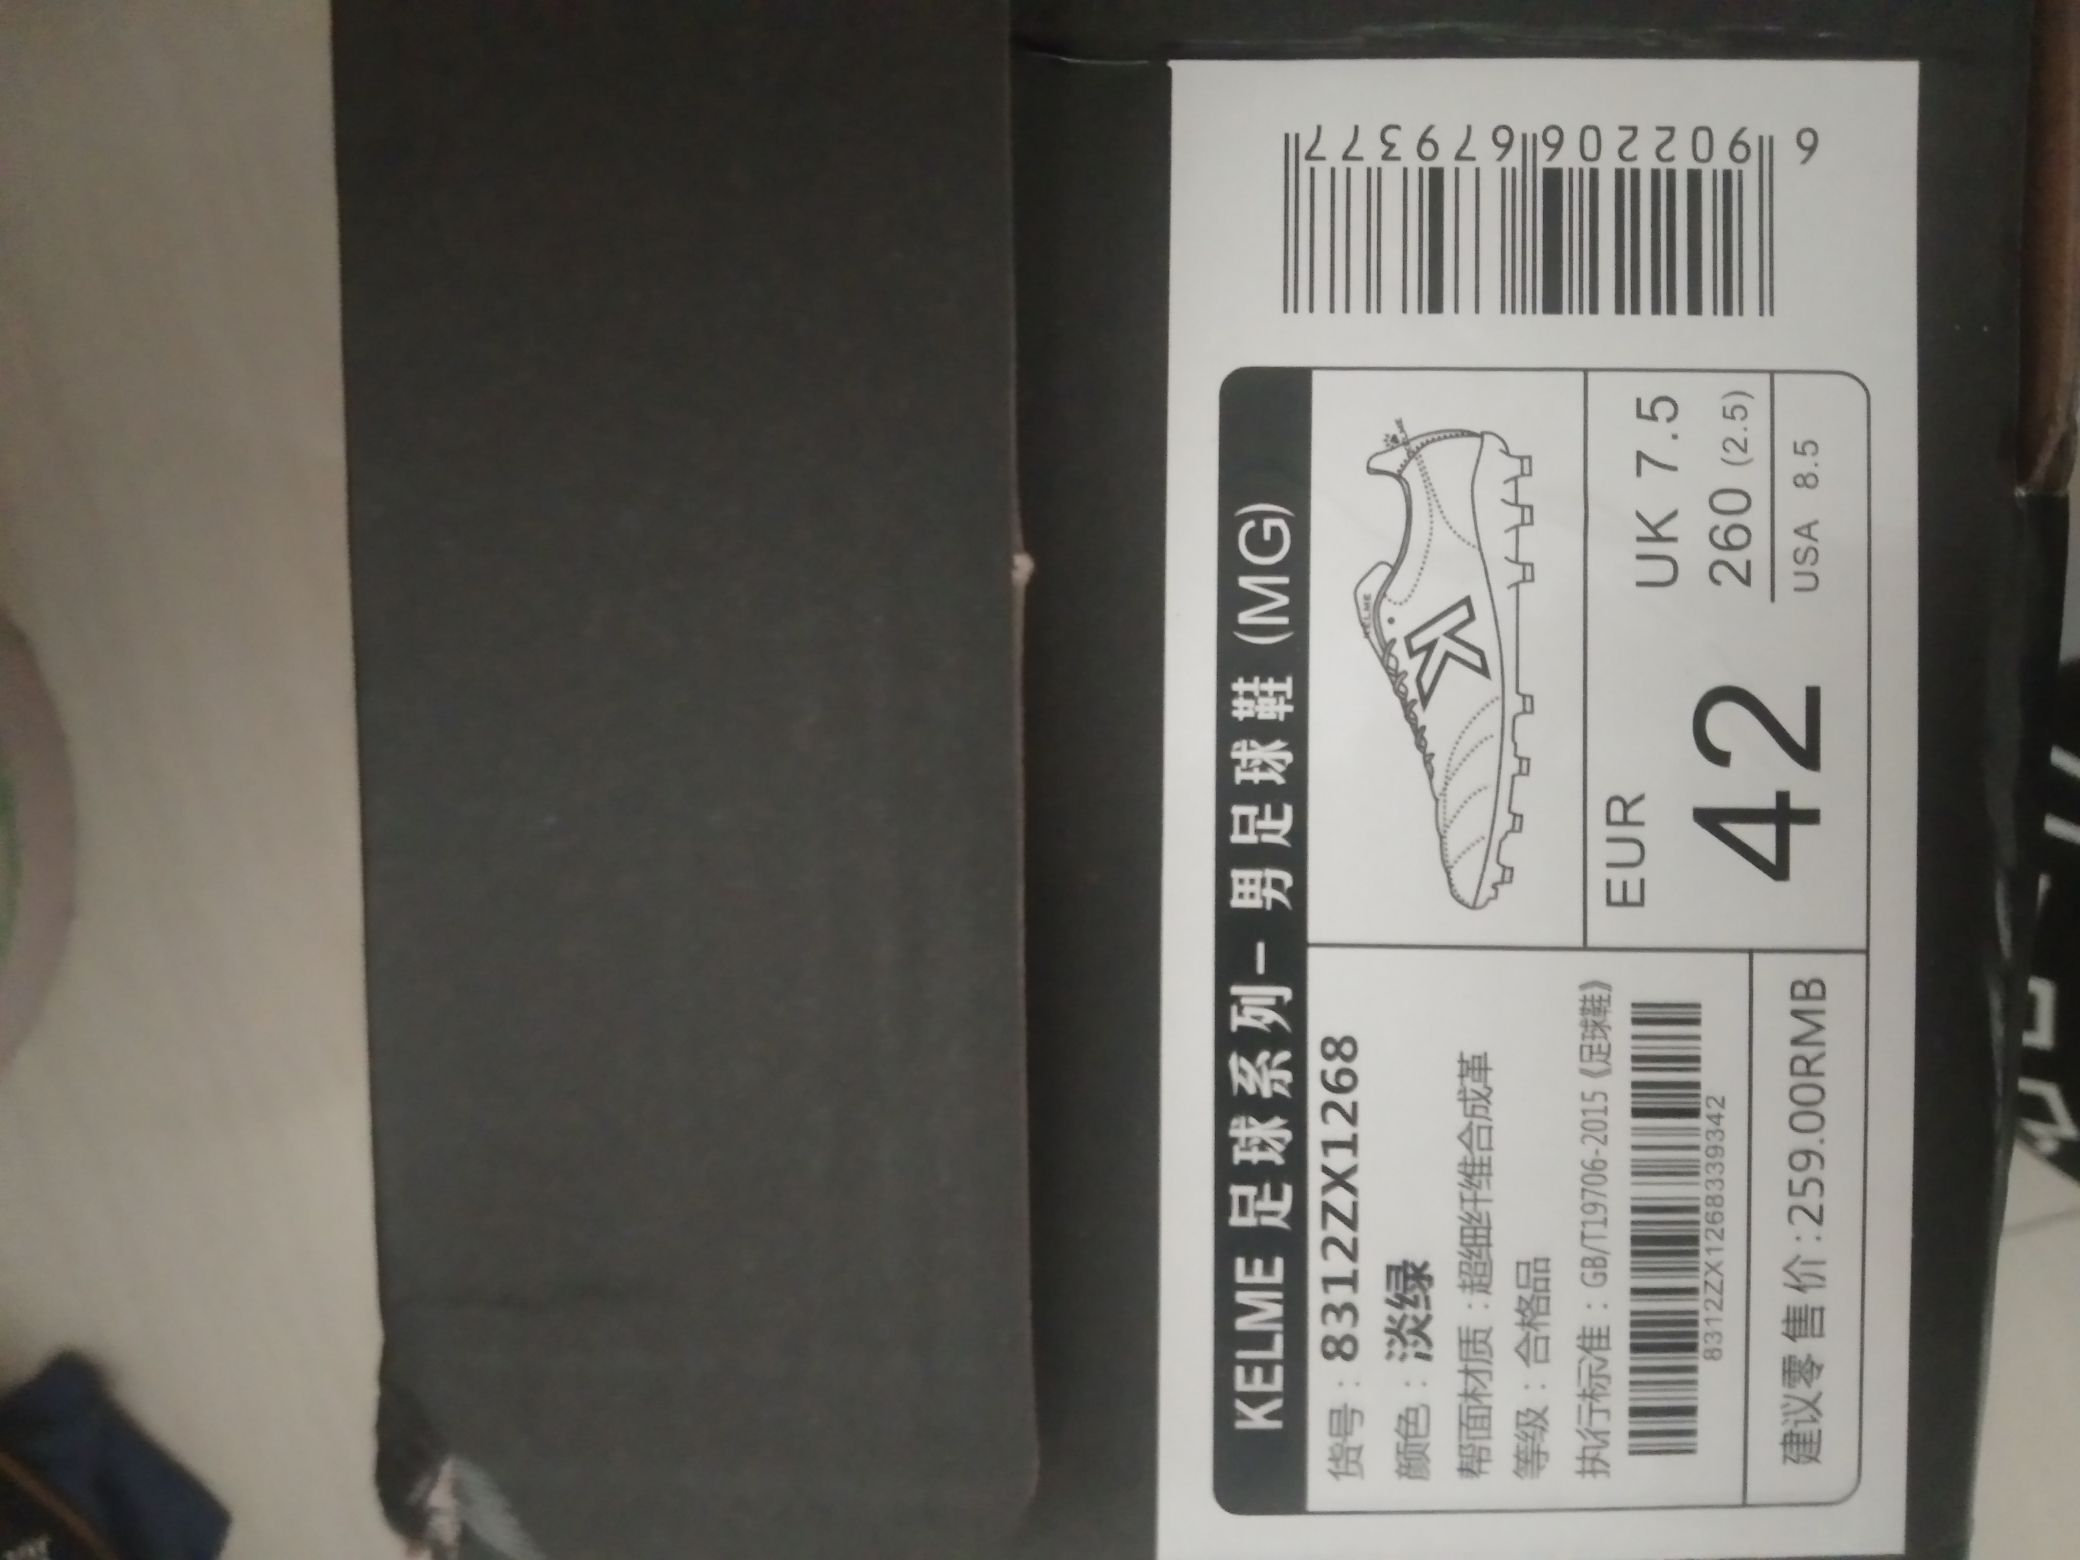 KELME 足球系列-男足球鞋 (MG)
货号：8312ZX1268
颜色：淡绿
帮面材质：超细纤维合成革
等级：合格品
执行标准：GB/T19706-2015《足球鞋》
8312ZX1268339342
建议零售价:259.00RMB
KELME
K
EUR
42
UK 7.5
260 (2.5)
USA 8.5
6 902206 679377